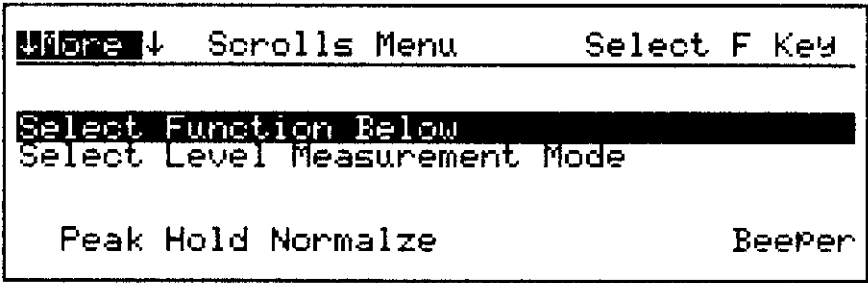 ↓More ↓ Scrolls Menu Select F Key
Select Function Below
Select Level Measurement Mode
Peak Hold Normalze Beeper